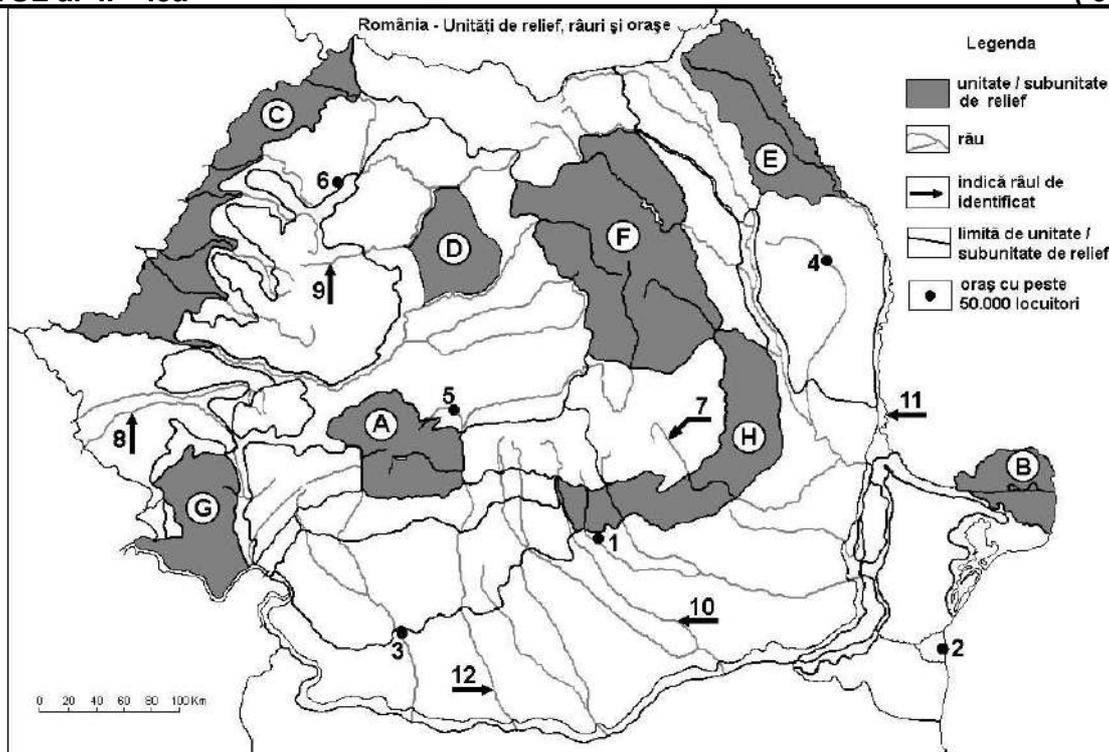 România - Unități de relief, râuri și orașe
Legenda
unitate / subunitate
de relief
râu
indică râul de
identificat
limită de unitate /
subunitate de relief
oraș cu peste
50.000 locuitori
C
E
6
F
D
4
9
5
7
11
A
8
H
B
G
1
10
2
3
12
0 20 40 60 80 100 Km